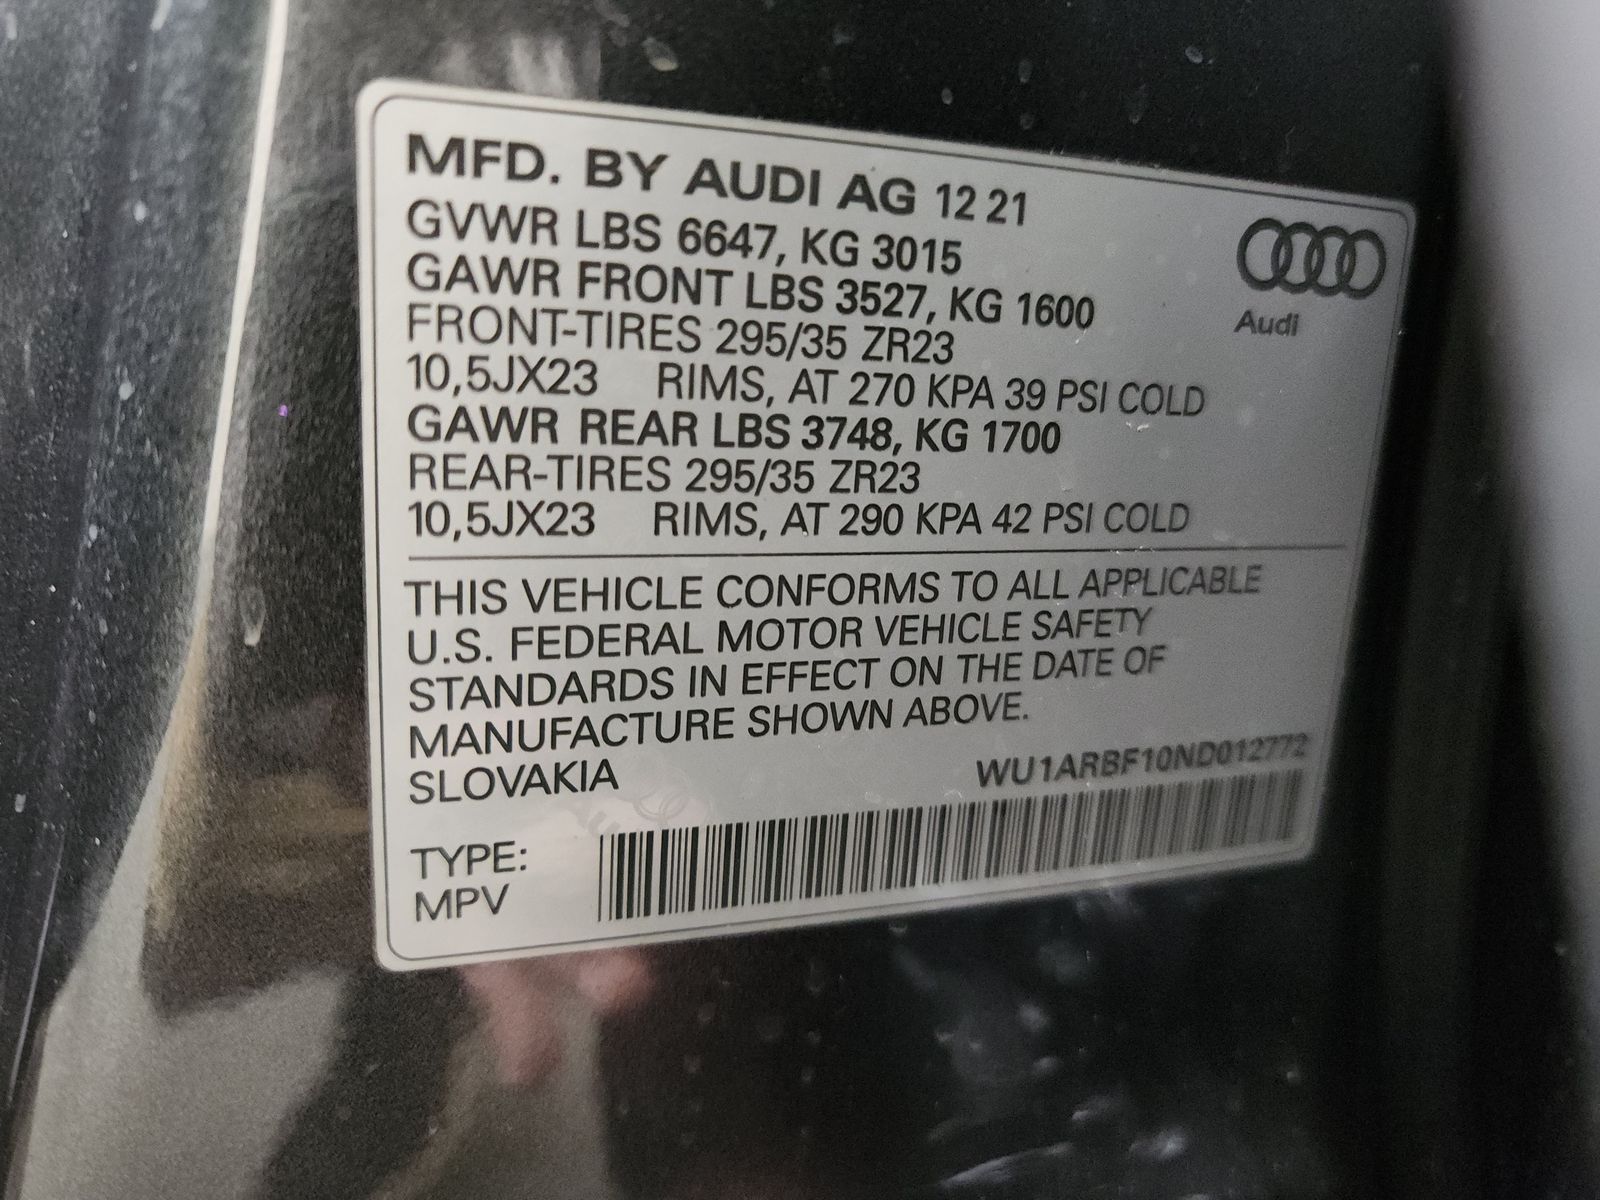 MFD. BY AUDI AG 12 21
GVWR LBS 6647, KG 3015
GAWR FRONT LBS 3527, KG 1600
FRONT-TIRES 295/35 ZR23
10,5JX23 RIMS, AT 270 KPA 39 PSI COLD
GAWR REAR LBS 3748, KG 1700
REAR-TIRES 295/35 ZR23
10,5JX23 RIMS, AT 290 KPA 42 PSI COLD
Audi
THIS VEHICLE CONFORMS TO ALL APPLICABLE
U.S. FEDERAL MOTOR VEHICLE SAFETY
STANDARDS IN EFFECT ON THE DATE OF
MANUFACTURE SHOWN ABOVE.
SLOVAKIA
WU1ARBF10ND012772
TYPE:
MPV